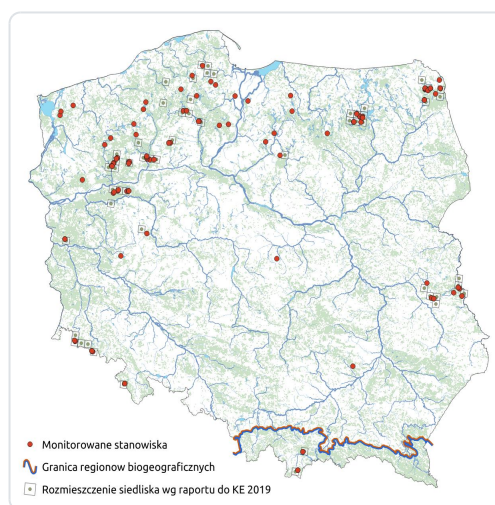 Monitorowane stanowiska
Granica regionow biogeograficznych
Rozmieszczenie siedliska wg raportu do KE 2019